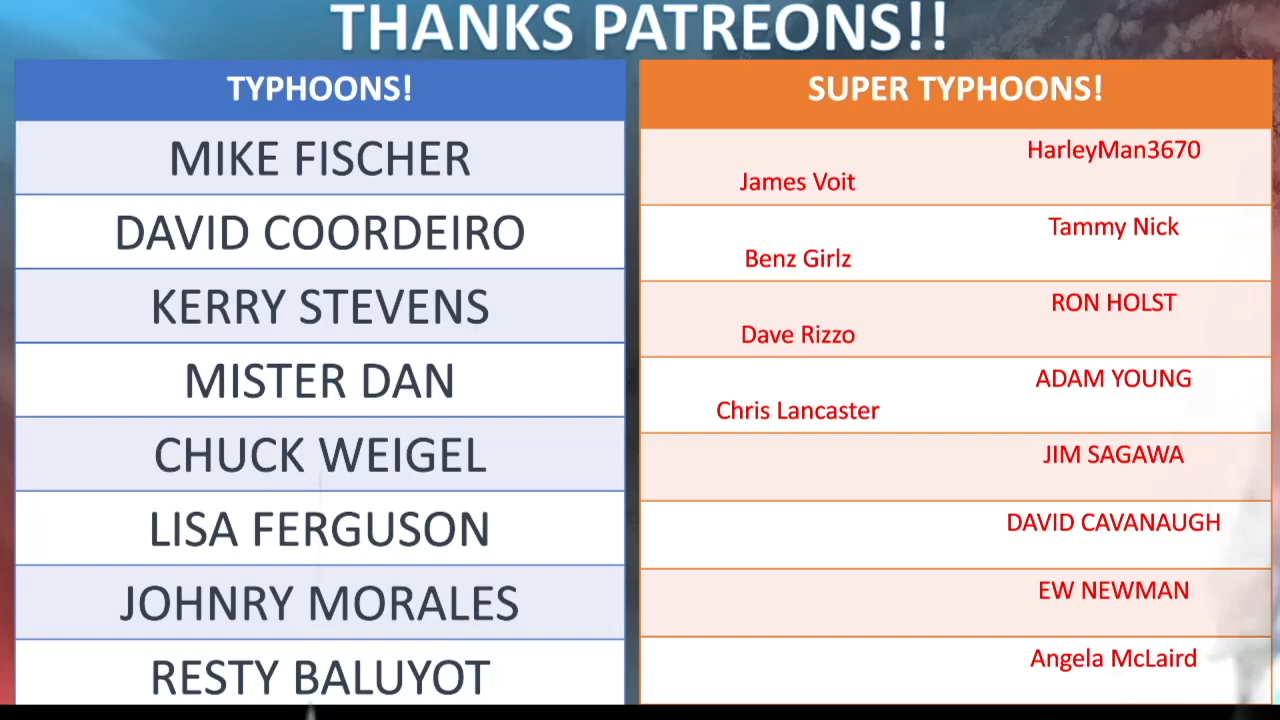 THANKS PATREONS!!
TYPHOONS!
MIKE FISCHER
DAVID COORDEIRO
KERRY STEVENS
MISTER DAN
CHUCK WEIGEL
LISA FERGUSON
JOHNRY MORALES
RESTY BALUYOT
SUPER TYPHOONS!
HarleyMan3670
James Voit
Tammy Nick
Benz Girlz
RON HOLST
Dave Rizzo
ADAM YOUNG
Chris Lancaster
JIM SAGAWA
DAVID CAVANAUGH
EW NEWMAN
Angela McLaird